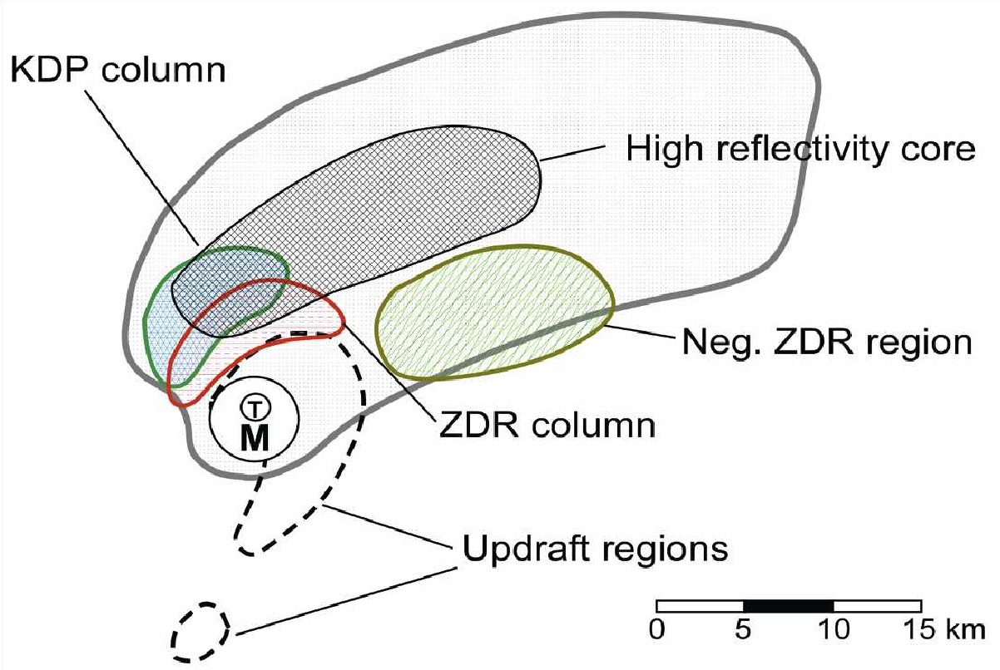 KDP column
High reflectivity core
Neg. ZDR region
ZDR column
T
M
Updraft regions
0 5 10 15 km